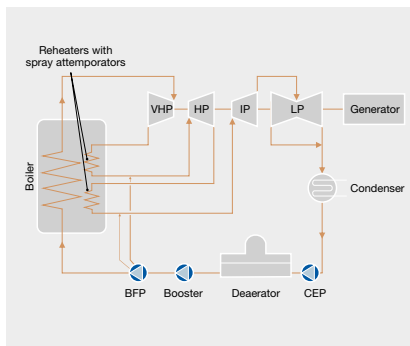 Reheaters with
spray attemporators
VHP
HP
IP
LP
Generator
Boiler
Condenser
BFP
Booster
Deaerator
CEP